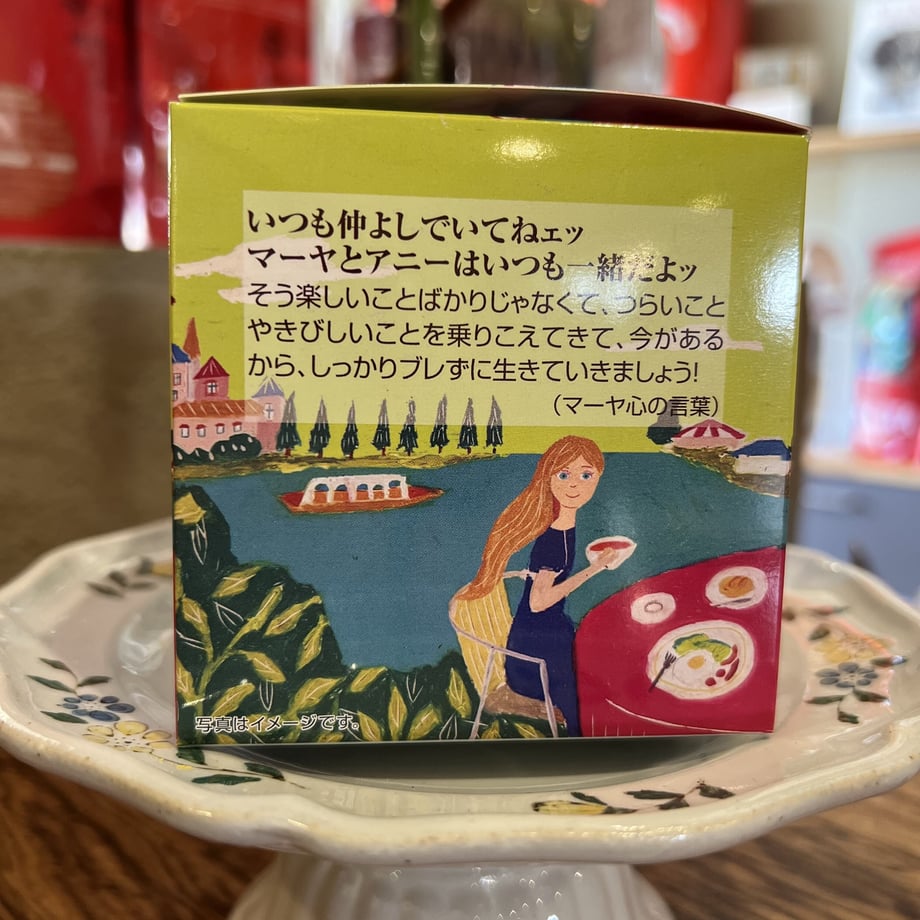 いつも仲よしでいてねェッ
マーヤとアニーはいつも一緒だよッ
そう楽しいことばかりじゃなくて、つらいこと
やきびしいことを乗りこえてきて、今がある
から、しっかりブレずに生きていきましょう!
（マーヤ心の言葉）
写真はイメージです。